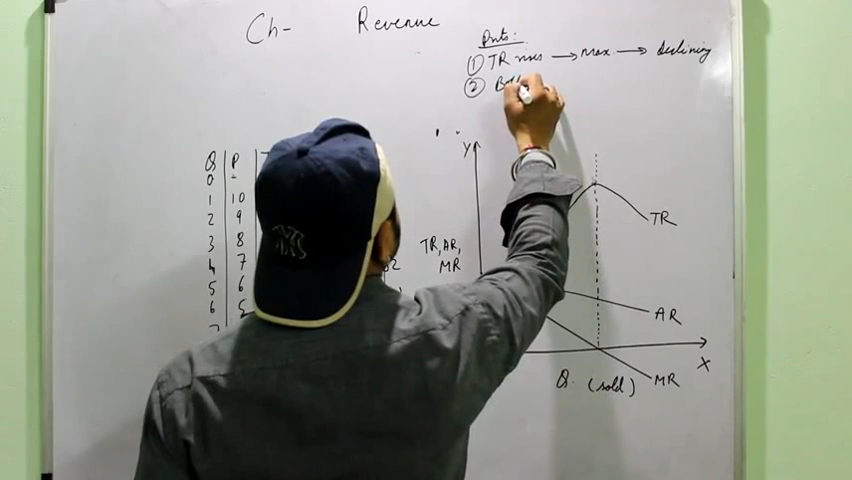 Ch- Revenue
Pnts:
① TR rises → Max → declining
②
Q P
0 -
1 10
2 9
3 8
4 7
5 6
6 5
7
Y
TR, AR,
MR
TR
AR
X
Q (sold)
MR